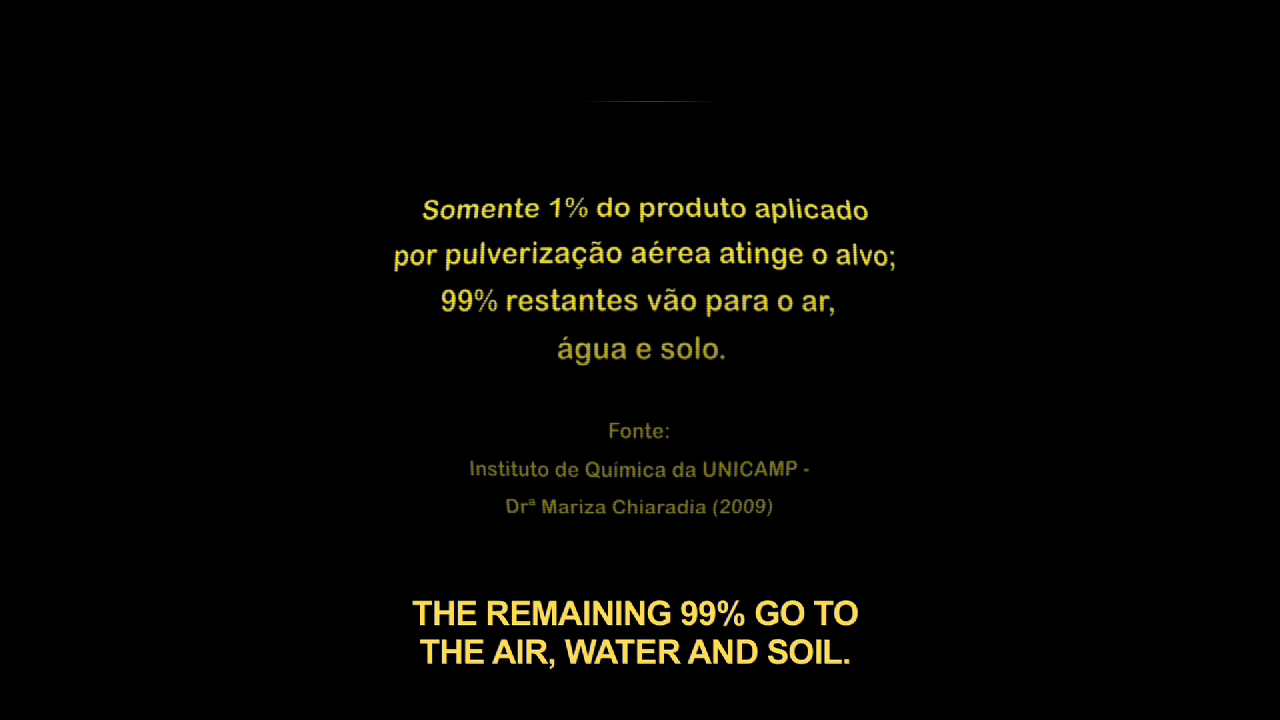 Somente 1% do produto aplicado
por pulverização aérea atinge o alvo;
99% restantes vão para o ar,
água e solo.
Fonte:
Instituto de Química da UNICAMP -
Drª Mariza Chiaradia (2009)
THE REMAINING 99% GO TO
THE AIR, WATER AND SOIL.